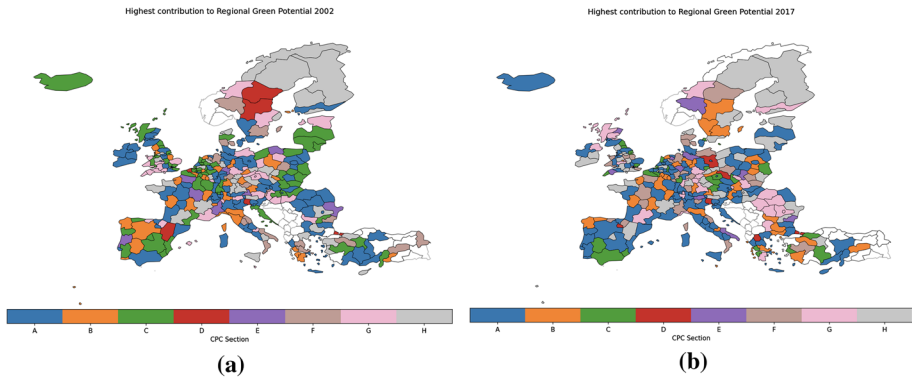 Highest contribution to Regional Green Potential 2002
A B C D E F G H
CPC Section
(a)
Highest contribution to Regional Green Potential 2017
A B C D E F G H
CPC Section
(b)